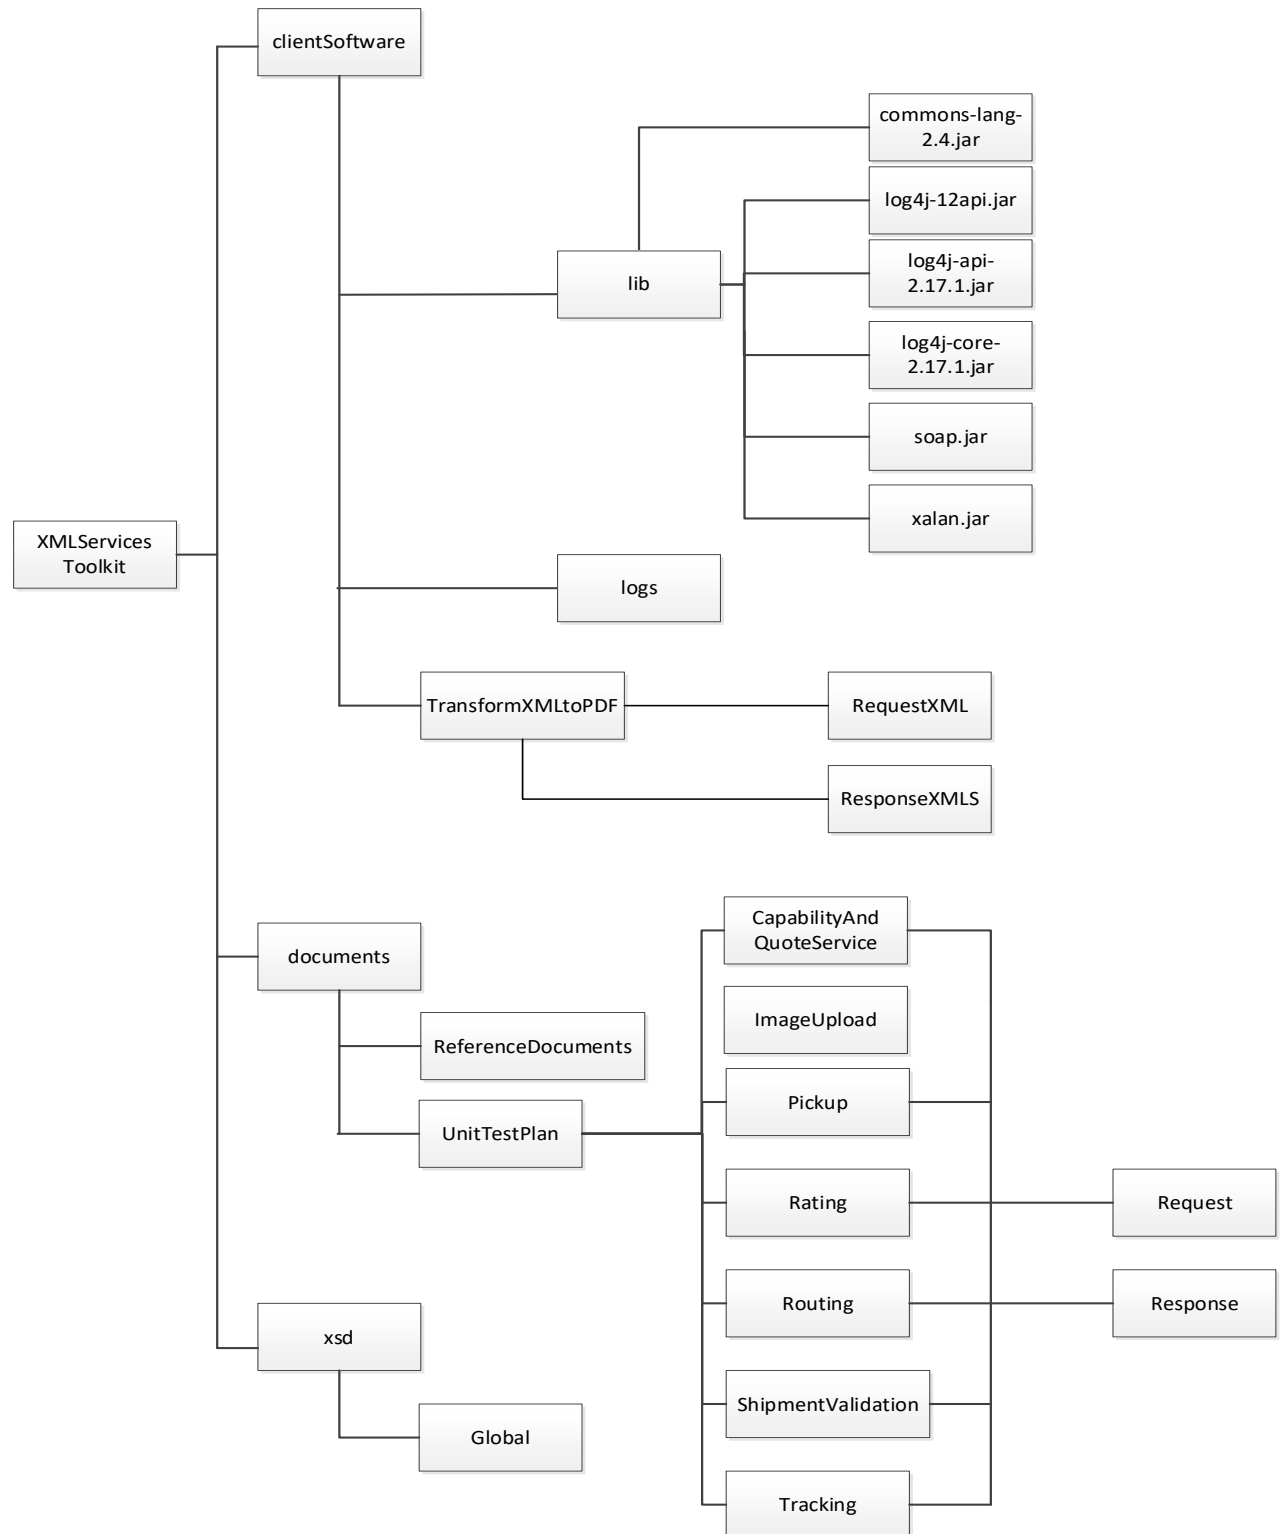 clientSoftware
commons-lang-
2.4.jar
log4j-12api.jar
log4j-api-
2.17.1.jar
lib
log4j-core-
2.17.1.jar
soap.jar
xalan.jar
XMLServices
Toolkit
logs
TransformXMLtoPDF
RequestXML
ResponseXMLS
CapabilityAnd
QuoteService
documents
ImageUpload
ReferenceDocuments
Pickup
UnitTestPlan
Rating
Request
Routing
Response
xsd
ShipmentValidation
Global
Tracking